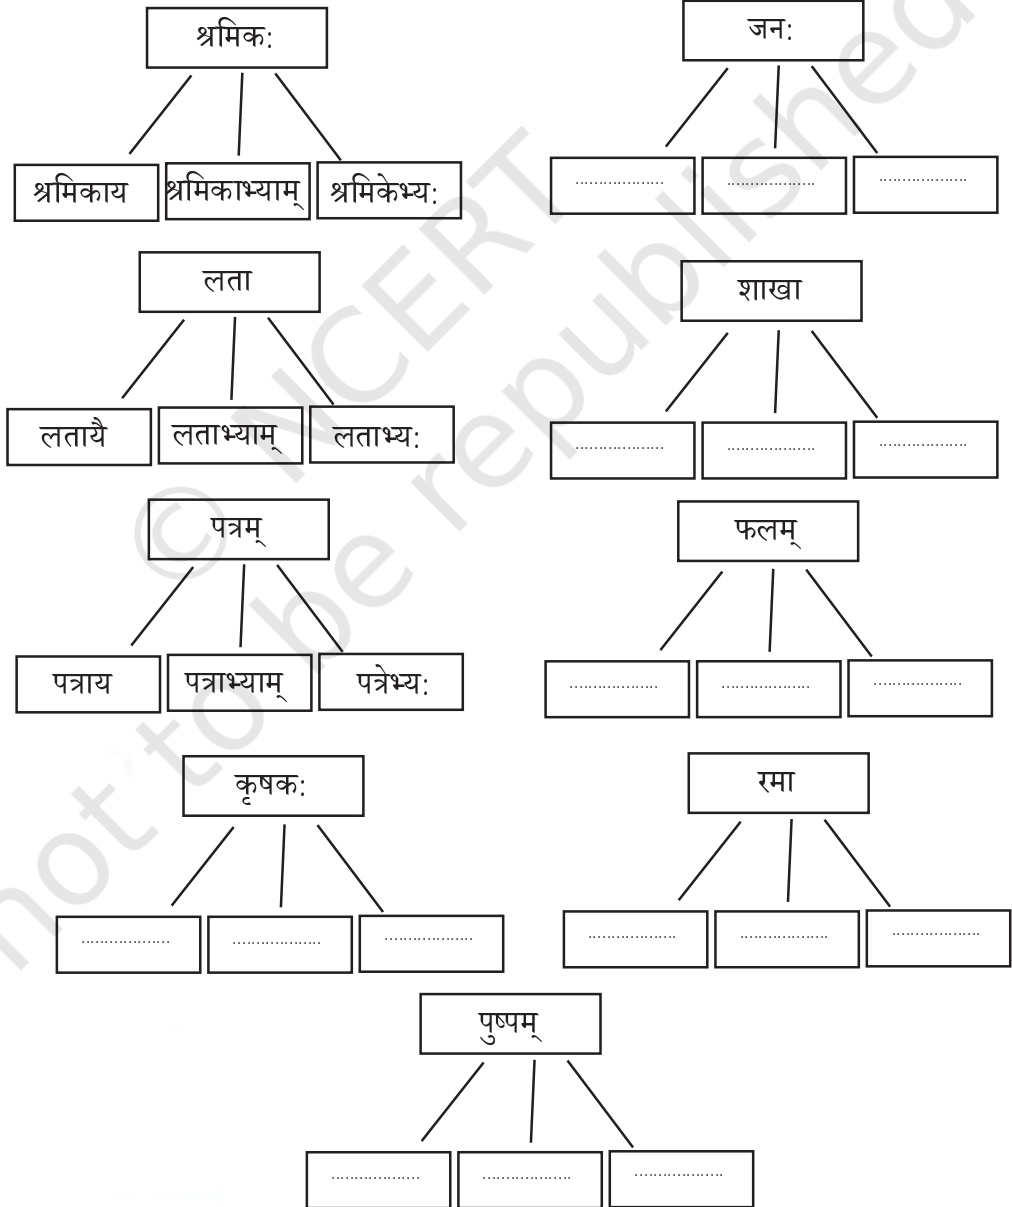 श्रमिक:
जन:
श्रमिकाय श्रमिकाभ्याम् श्रमिकेभ्य:
.................. .................. ..................
लता
शाखा
लतायै लताभ्याम् लताभ्य:
.................. .................. ..................
पत्रम्
फलम्
पत्राय पत्राभ्याम् पत्रेभ्य:
.................. .................. ..................
कृषक:
रमा
.................. .................. ..................
.................. .................. ..................
पुष्पम्
.................. .................. ..................
© NCERT
not to be republished